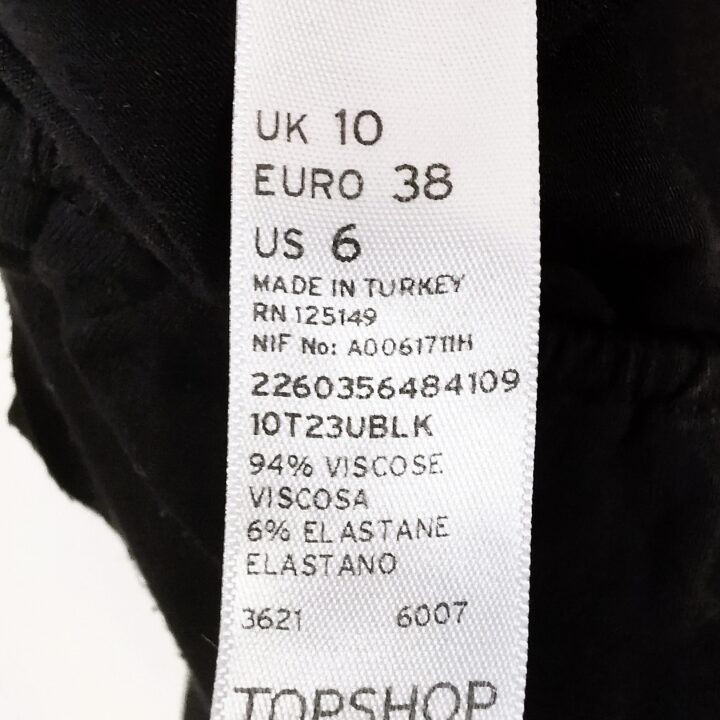 UK 10
EURO 38
US 6
MADE IN TURKEY
RN 125149
NIF No: A0061711H
2260356484109
10T23UBLK
94% VISCOSE
VISCOSA
6% ELASTANE
ELASTANO
3621 6007
TOPSHOP